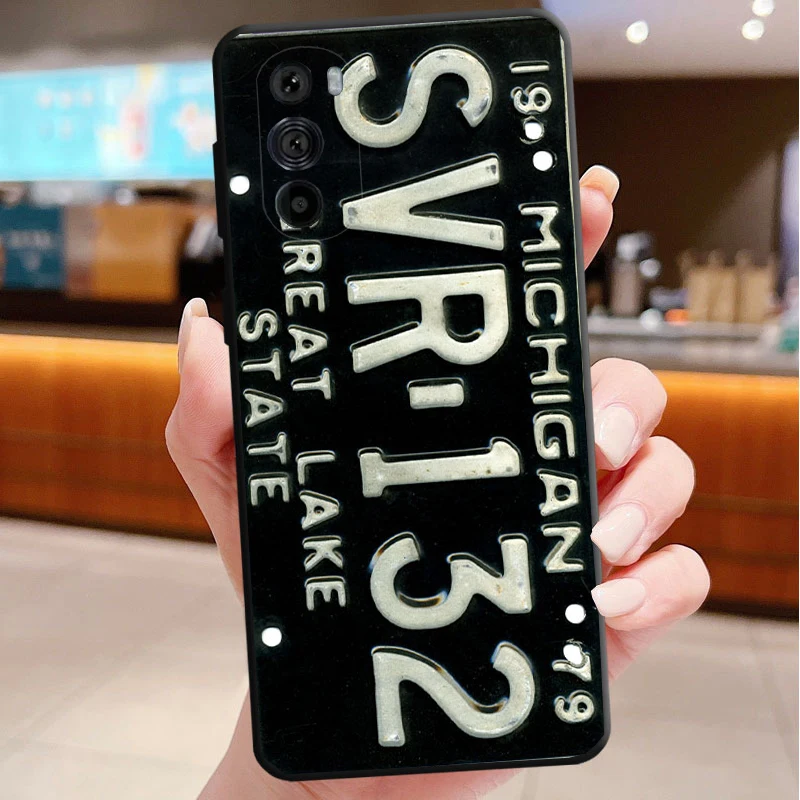 19 MICHIGAN 79
SVR-132
REAT LAKE
STATE